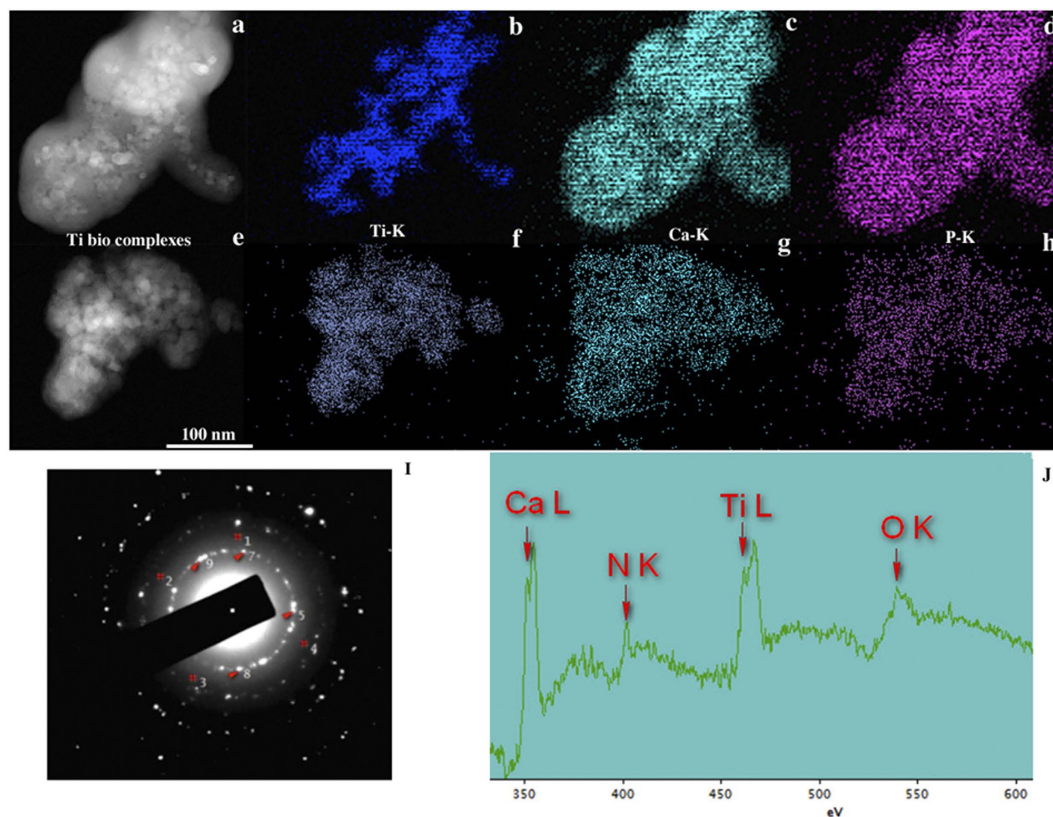 a b c d
Ti bio complexes e Ti-K f Ca-K g P-K h
100 nm
I J
Ca L Ti L O K
N K
1
7
9
2
5
4
3 8
350 400 450 500 550 600
eV